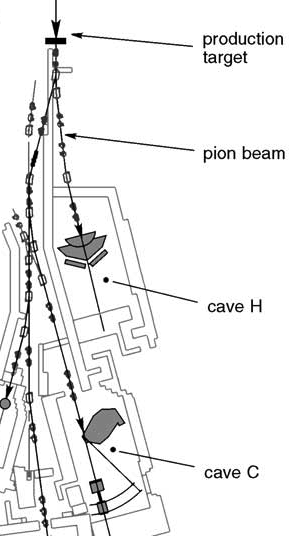 production
target
pion beam
cave H
cave C